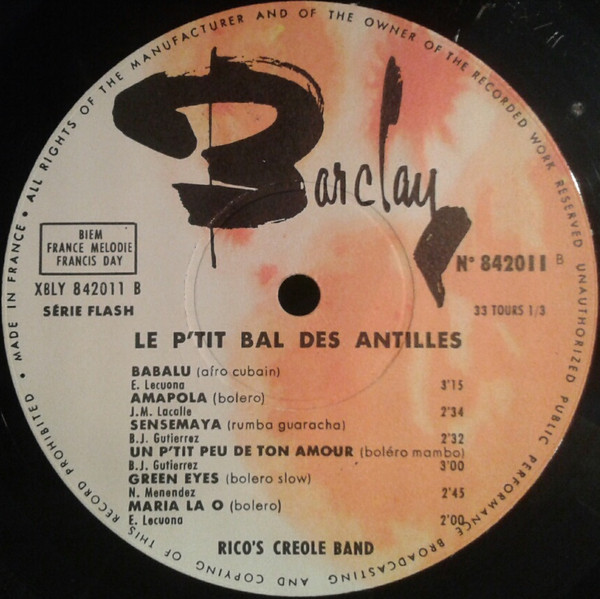 MADE IN FRANCE • ALL RIGHTS OF THE MANUFACTURER AND OF THE OWNER OF THE RECORDED WORK RESERVED UNAUTHORIZED PUBLIC PERFORMANCE BROADCASTING AND COPYING OF THIS RECORD PROHIBITED •
Barclay
BIEM
FRANCE MELODIE
FRANCIS DAY
N° 842011 B
XBLY 842011 B
SÉRIE FLASH
33 TOURS 1/3
LE P'TIT BAL DES ANTILLES
BABALU (afro cubain)
E. Lecuona 3'15
AMAPOLA (bolero)
J.M. Lacalle 2'34
SENSEMAYA (rumba guaracha)
B.J. Gutierrez 2'32
UN P'TIT PEU DE TON AMOUR (boléro mambo)
B.J. Gutierrez 3'00
GREEN EYES (bolero slow)
N. Menendez 2'45
MARIA LA O (bolero)
E. Lecuona 2'00
RICO'S CREOLE BAND